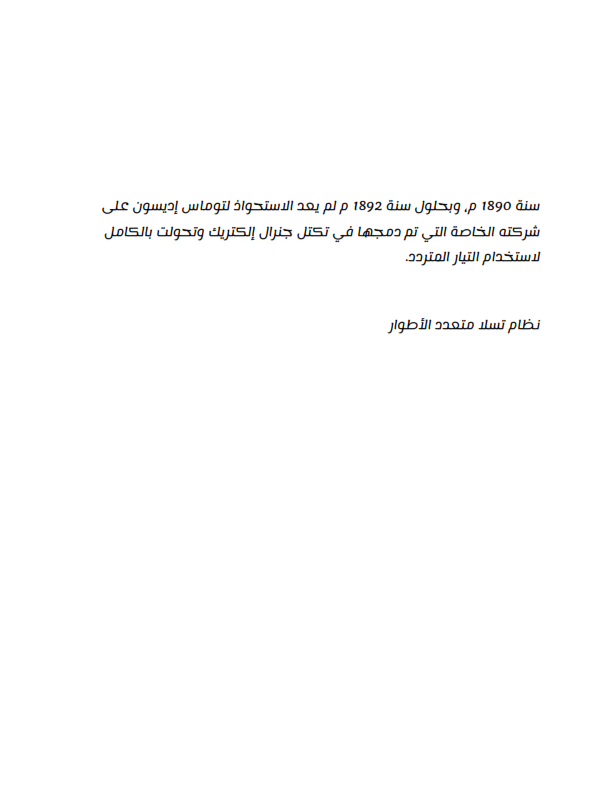 سنة 1890 م، وبحلول سنة 1892 م لم يعد الاستحواذ لتوماس إديسون على
شركته الخاصة التي تم دمجها في تكتل جنرال إلكتريك وتحولت بالكامل
لاستخدام التيار المتردد.
نظام تسلا متعدد الأطوار